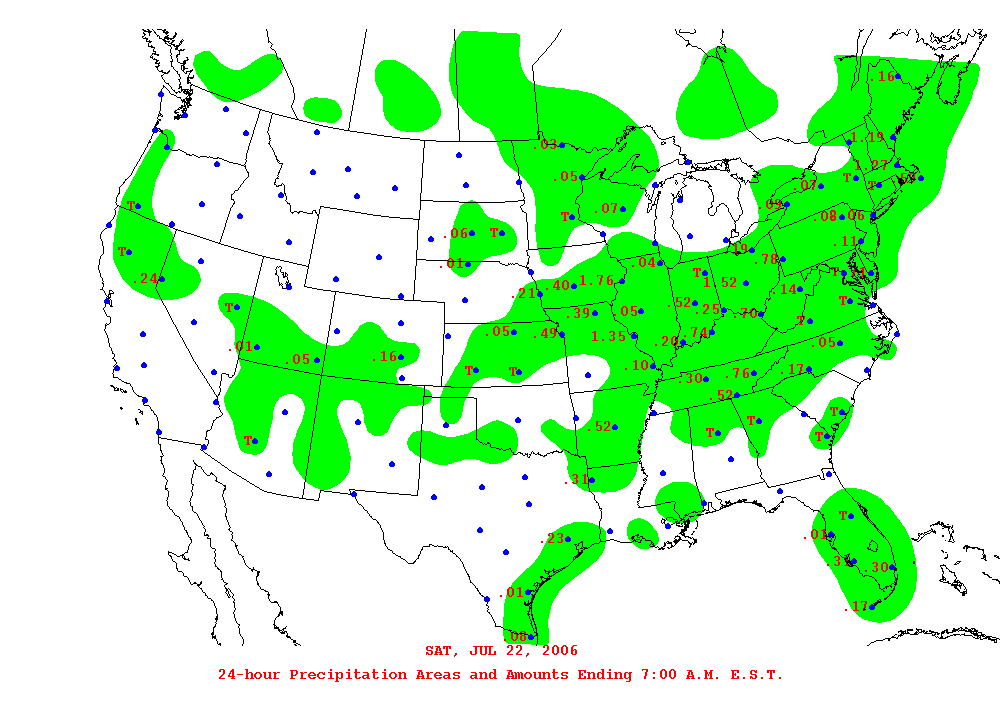 .16
1.19
.03
1.27
.05 T T
.07
T .09 .07
T .08 .06
.06 T
.11
T .19 .78
.04
.01
.24 T
.40 1.76 1.52 .14
.21
T .52 T
.39 .05 .25 .70
T
.05 .49 1.35 .74 .05
.01 .20
.05 .16
.10 .17
T T .30 .76
.52
T
T
.52 T T
T
.31
T
.23 .01
.30
.01
.17
.08
SAT, JUL 22, 2006
24-hour Precipitation Areas and Amounts Ending 7:00 A.M. E.S.T.